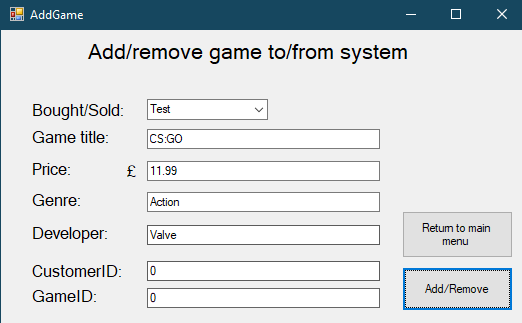 AddGame
Add/remove game to/from system
Bought/Sold: Test
Game title: CS:GO
Price: £ 11.99
Genre: Action
Developer: Valve
Return to main
menu
CustomerID: 0
Add/Remove
GameID: 0